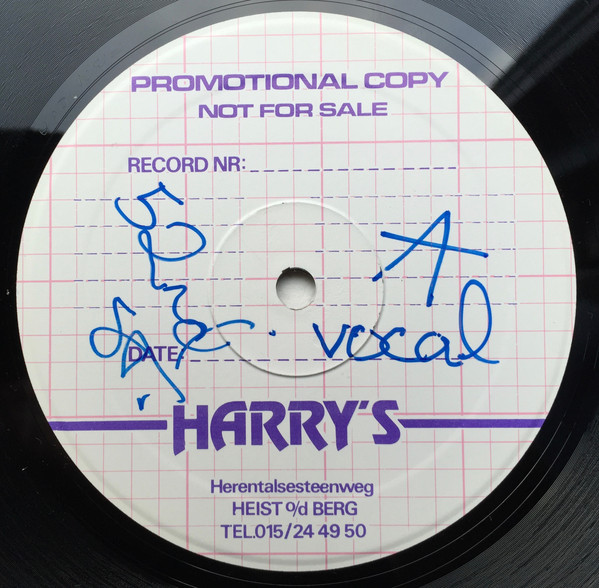 PROMOTIONAL COPY
NOT FOR SALE
RECORD NR:
A
vocal
DATE
HARRY'S
Herentalsesteenweg
HEIST o/d BERG
TEL.015/24 49 50